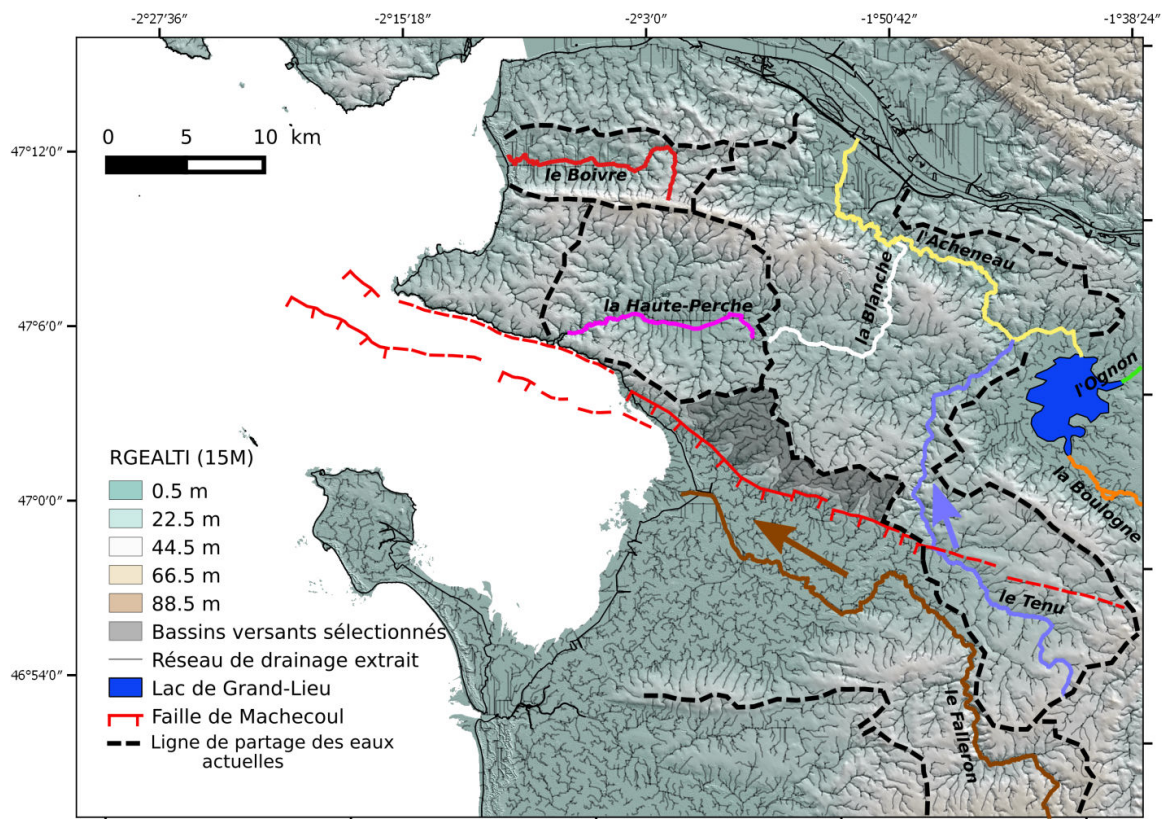 -2°27'36" -2°15'18" -2°3'0" -1°50'42" -1°38'24"
0 5 10 km
47°12'0"
le Boivre
l'Acheneau
la Blanche
la Haute-Perche
47°6'0"
l'Ognon
RGEALTI (15M)
0.5 m
22.5 m
44.5 m
66.5 m
88.5 m
Bassins versants sélectionnés
Réseau de drainage extrait
Lac de Grand-Lieu
Faille de Machecoul
Ligne de partage des eaux
actuelles
47°0'0"
la Boulogne
le Tenu
46°54'0"
le Falleron